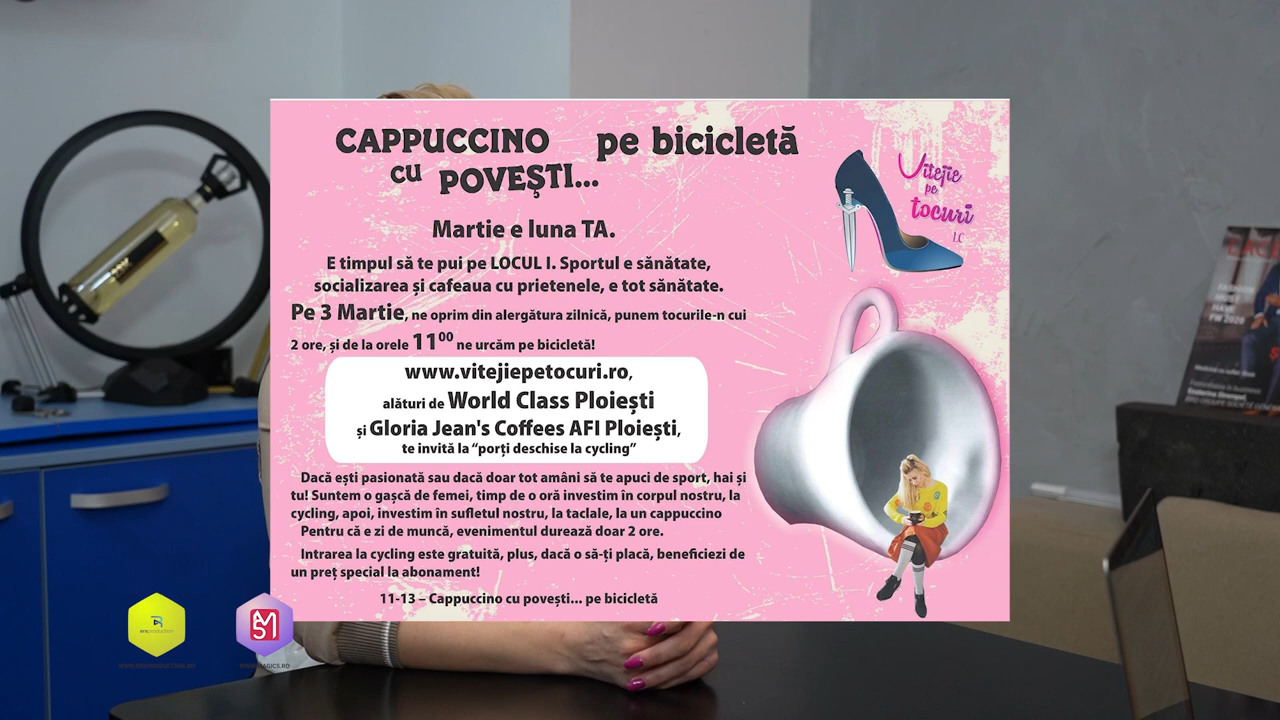 CAPPUCCINO pe bicicletă
cu POVEŞTI...
Vitejie
pe
tocuri
LC
Martie e luna TA.
E timpul să te pui pe LOCUL I. Sportul e sănătate,
socializarea și cafeaua cu prietenele, e tot sănătate.
Pe 3 Martie, ne oprim din alergătura zilnică, punem tocurile-n cui
2 ore, și de la orele 11⁰⁰ ne urcăm pe bicicletă!
www.vitejiepetocuri.ro,
alături de World Class Ploiești
și Gloria Jean's Coffees AFI Ploiești,
te invită la “porți deschise la cycling”
Dacă ești pasionată sau dacă doar tot amâni să te apuci de sport, hai și
tu! Suntem o gașcă de femei, timp de o oră investim în corpul nostru, la
cycling, apoi, investim în sufletul nostru, la taclale, la un cappuccino
Pentru că e zi de muncă, evenimentul durează doar 2 ore.
Intrarea la cycling este gratuită, plus, dacă o să-ți placă, beneficiezi de
un preț special la abonament!
11-13 – Cappuccino cu povești... pe bicicletă